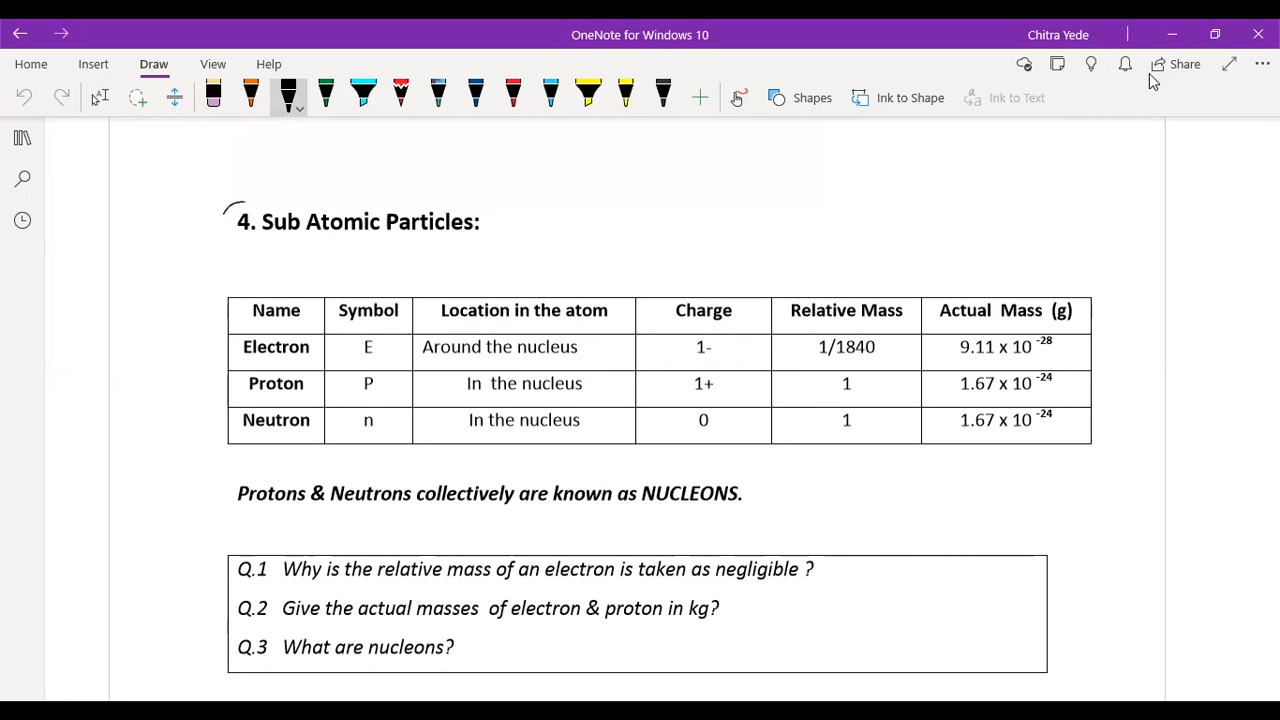 OneNote for Windows 10
Chitra Yede
Home Insert Draw View Help
Share
Shapes Ink to Shape Ink to Text
4. Sub Atomic Particles:
Name Symbol Location in the atom Charge Relative Mass Actual Mass (g)
Electron E Around the nucleus 1- 1/1840 9.11 x 10 -28
Proton P In the nucleus 1+ 1 1.67 x 10 -24
Neutron n In the nucleus 0 1 1.67 x 10 -24
Protons & Neutrons collectively are known as NUCLEONS.
Q.1 Why is the relative mass of an electron is taken as negligible ?
Q.2 Give the actual masses of electron & proton in kg?
Q.3 What are nucleons?